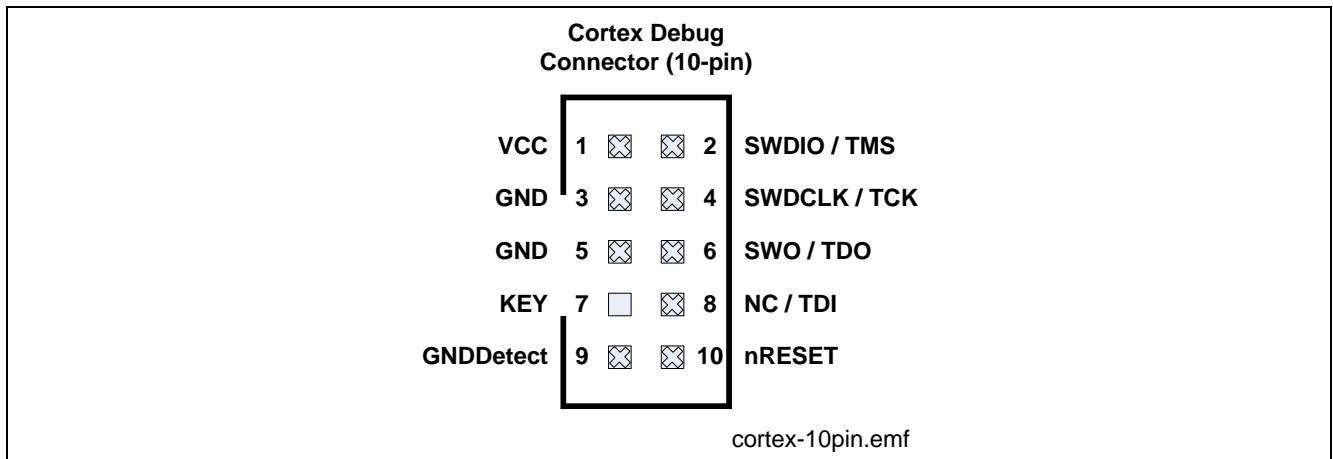 Cortex Debug
Connector (10-pin)
VCC 1 2 SWDIO / TMS
GND 3 4 SWDCLK / TCK
GND 5 6 SWO / TDO
KEY 7 8 NC / TDI
GNDDetect 9 10 nRESET
cortex-10pin.emf